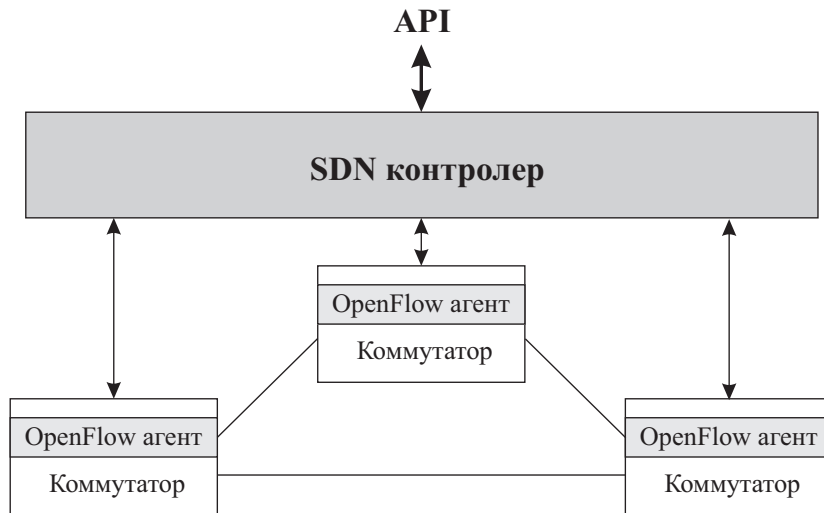 API
SDN контролер
OpenFlow агент
Коммутатор
OpenFlow агент
Коммутатор
OpenFlow агент
Коммутатор